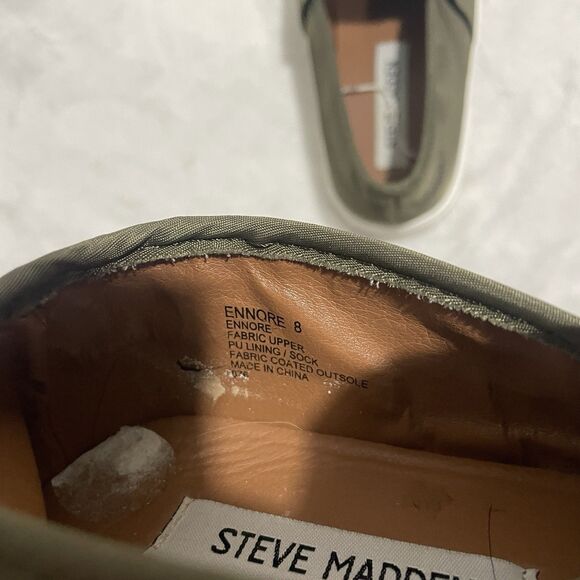 ENNORE 8
ENNORE
FABRIC UPPER
PU LINING / SOCK
FABRIC COATED OUTSOLE
MADE IN CHINA
STEVE MADDEN